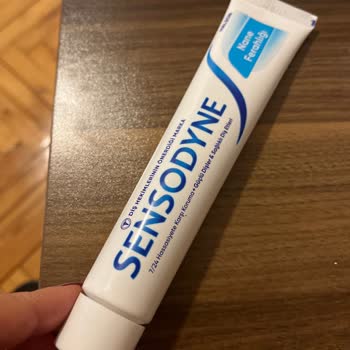 Nane
Ferahlığı
DİŞ HEKİMLERİNİN ÖNERDİĞİ MARKA
SENSODYNE
7/24 Hassasiyete Karşı Koruma • Güçlü Dişler & Sağlıklı Diş Etleri